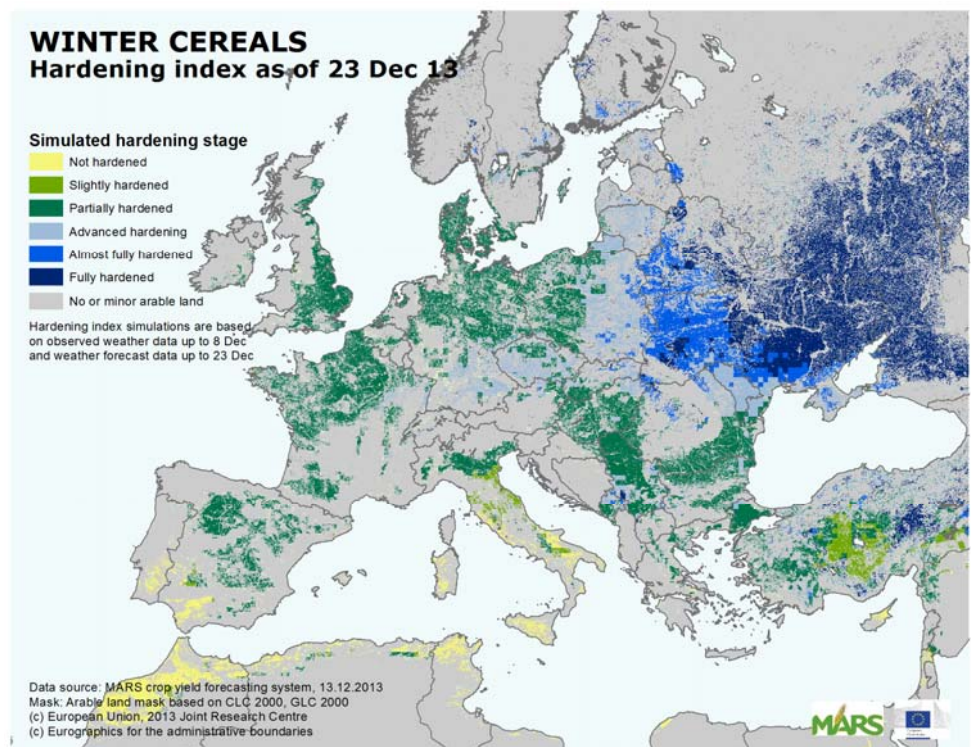 WINTER CEREALS
Hardening index as of 23 Dec 13
Simulated hardening stage
Not hardened
Slightly hardened
Partially hardened
Advanced hardening
Almost fully hardened
Fully hardened
No or minor arable land
Hardening index simulations are based
on observed weather data up to 8 Dec
and weather forecast data up to 23 Dec
Data source: MARS crop yield forecasting system, 13.12.2013
Mask: Arable land mask based on CLC 2000, GLC 2000
(c) European Union, 2013 Joint Research Centre
(c) Eurographics for the administrative boundaries
MARS